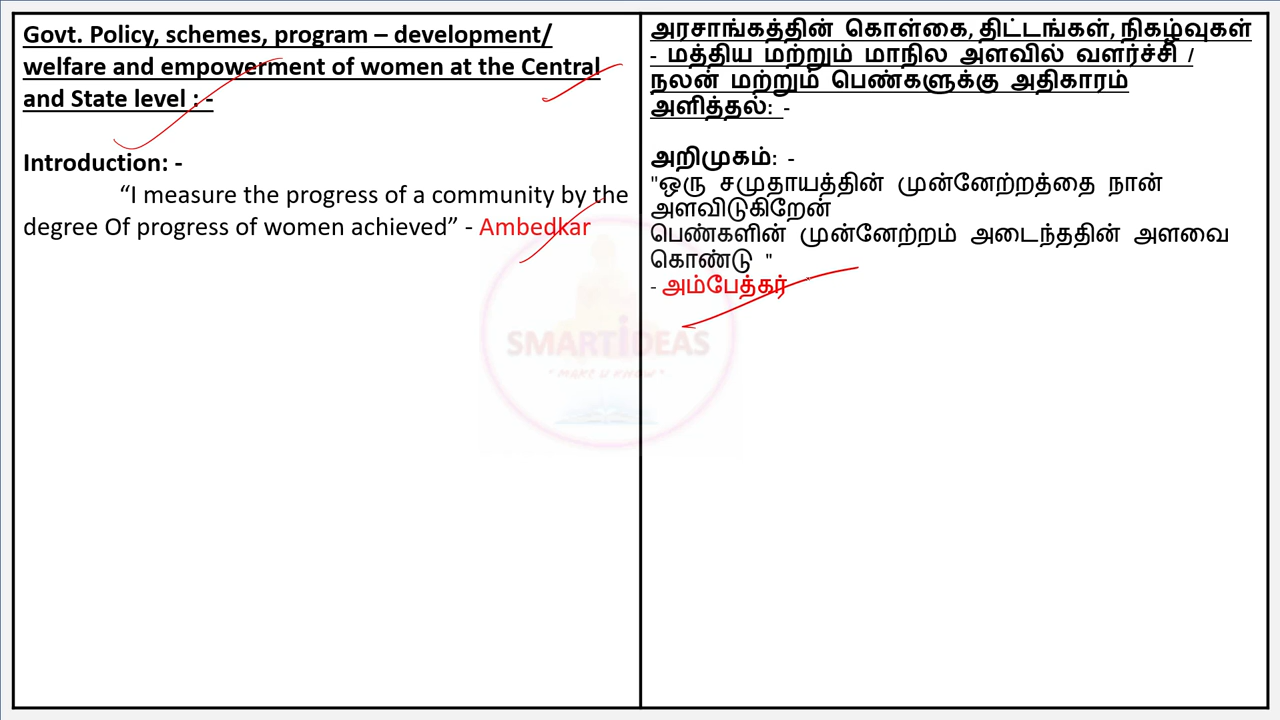 Govt. Policy, schemes, program – development/
welfare and empowerment of women at the Central
and State level : -
Introduction: -
“I measure the progress of a community by the
degree Of progress of women achieved” - Ambedkar
அரசாங்கத்தின் கொள்கை, திட்டங்கள், நிகழ்வுகள்
- மத்திய மற்றும் மாநில அளவில் வளர்ச்சி /
நலன் மற்றும் பெண்களுக்கு அதிகாரம்
அளித்தல்: -
அறிமுகம்: -
"ஒரு சமுதாயத்தின் முன்னேற்றத்தை நான்
அளவிடுகிறேன்
பெண்களின் முன்னேற்றம் அடைந்ததின் அளவை
கொண்டு "
- அம்பேத்கர்
SMARTIDEAS
"MAKE U KNOW"